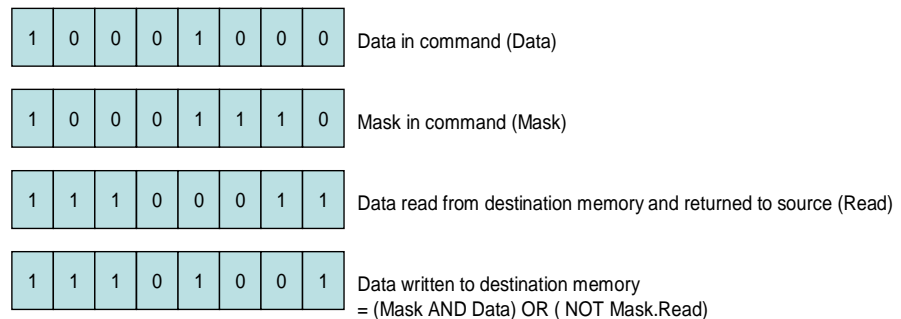 1 0 0 0 1 0 0 0 Data in command (Data)
1 0 0 0 1 1 1 0 Mask in command (Mask)
1 1 1 0 0 0 1 1 Data read from destination memory and returned to source (Read)
1 1 1 0 1 0 0 1 Data written to destination memory
= (Mask AND Data) OR ( NOT Mask.Read)